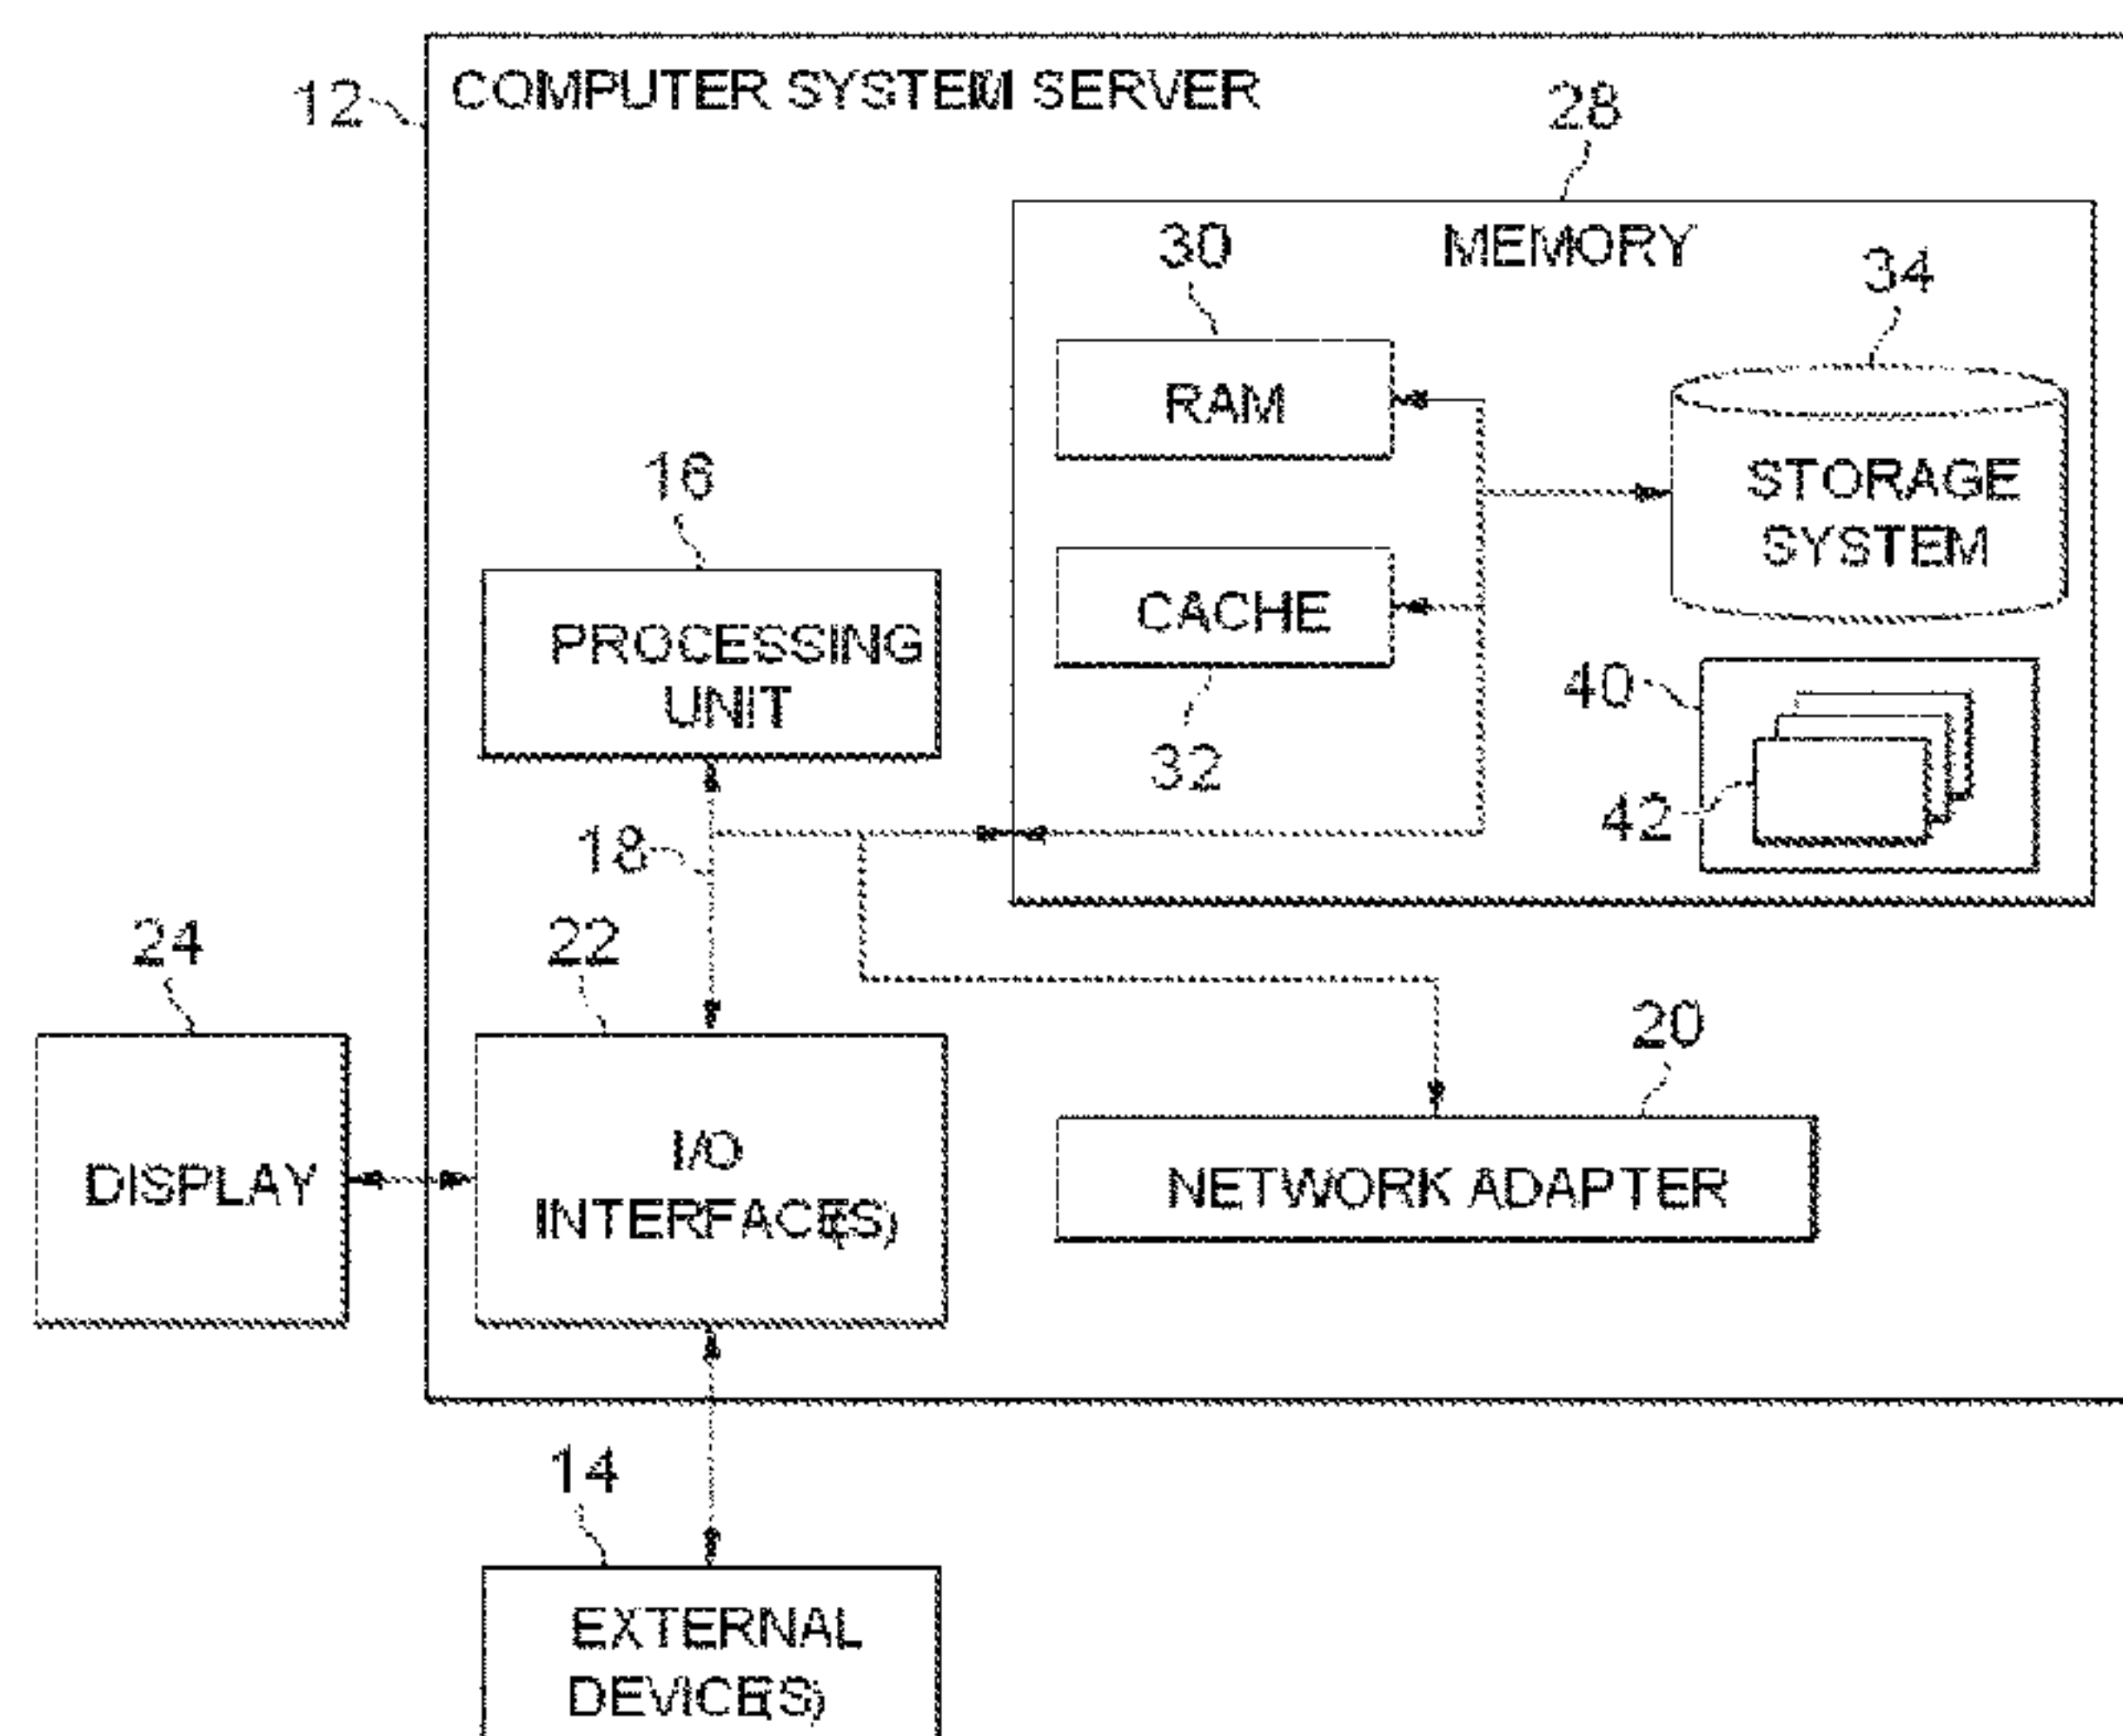 12
COMPUTER SYSTEM SERVER
28
MEMORY
30
34
RAM
STORAGE
SYSTEM
16
CACHE
PROCESSING
UNIT
40
32
42
18
24
22
20
DISPLAY
I/O
INTERFACE(S)
NETWORK ADAPTER
14
EXTERNAL
DEVICE(S)